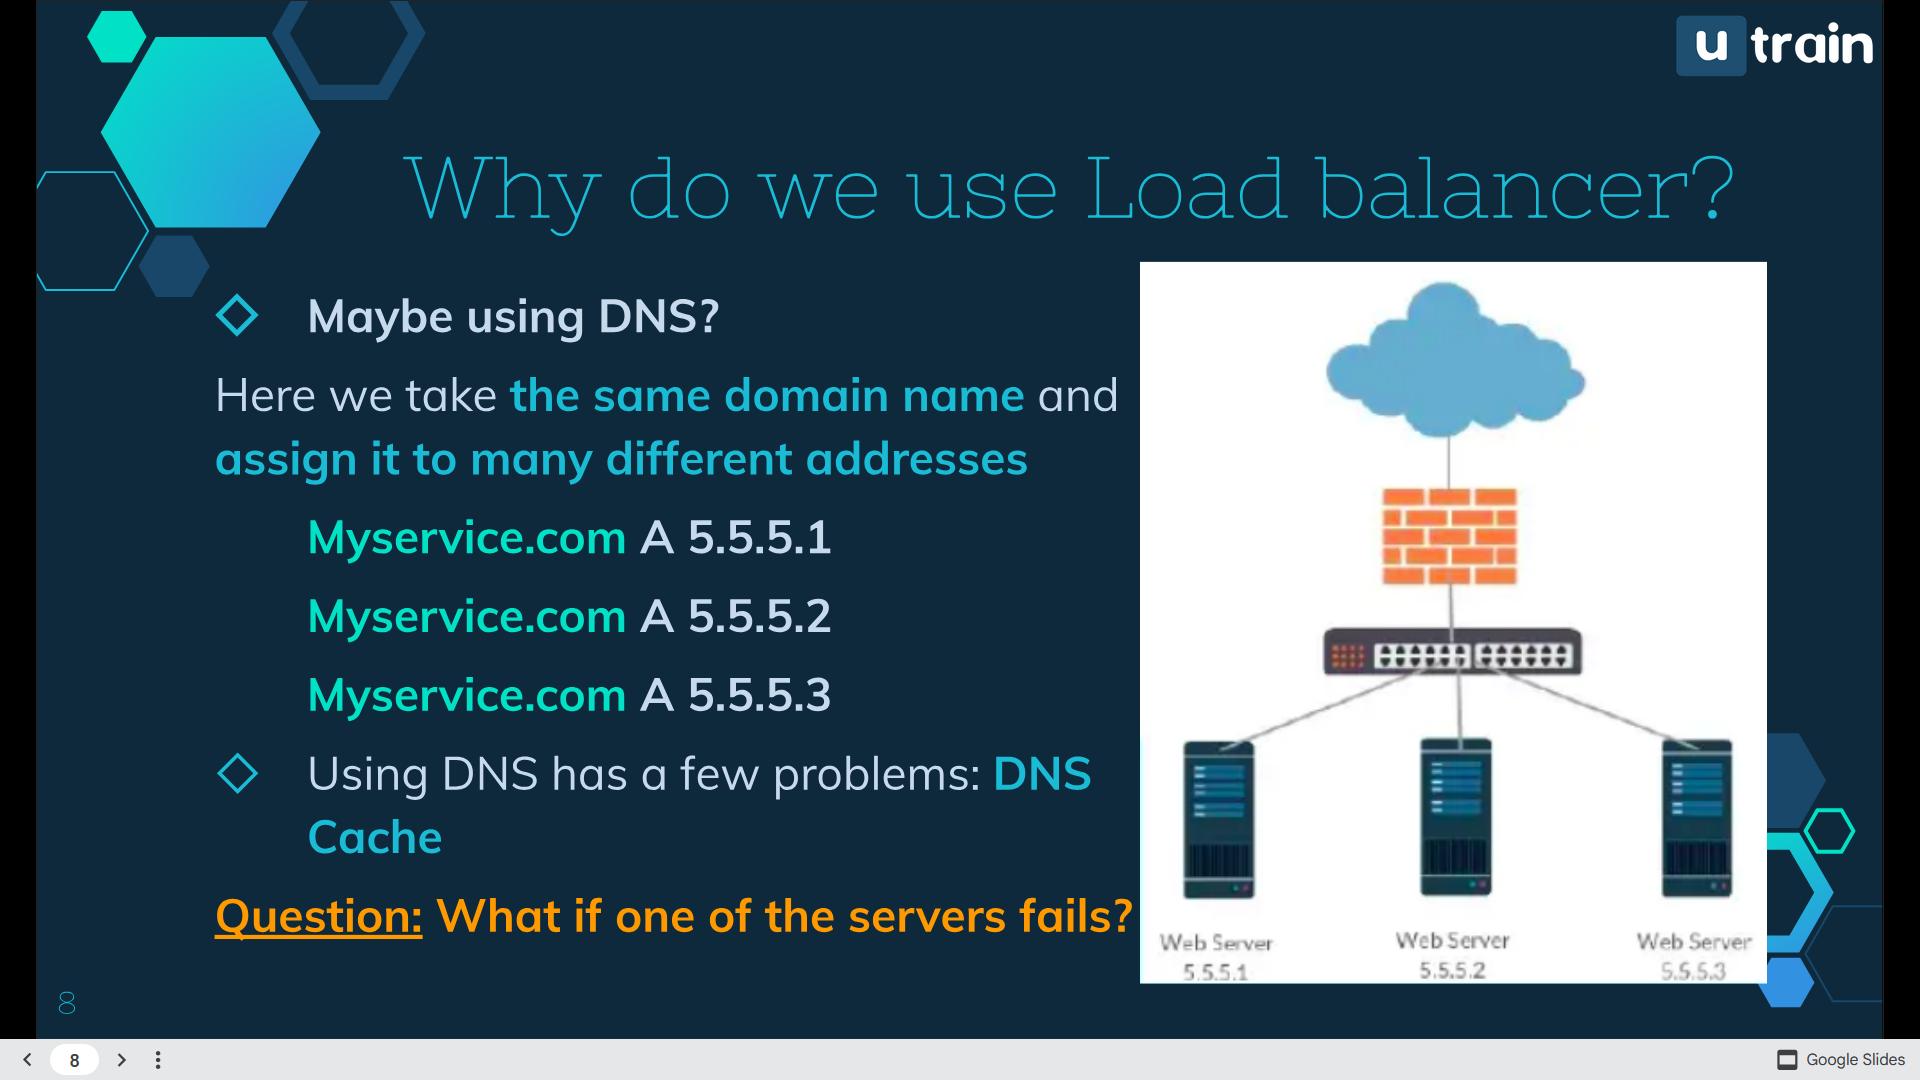 u train
Why do we use Load balancer?
Maybe using DNS?
Here we take the same domain name and
assign it to many different addresses
Myservice.com A 5.5.5.1
Myservice.com A 5.5.5.2
Myservice.com A 5.5.5.3
Using DNS has a few problems: DNS
Cache
Question: What if one of the servers fails?
Web Server
5.5.5.1
Web Server
5.5.5.2
Web Server
5.5.5.3
8
8
Google Slides